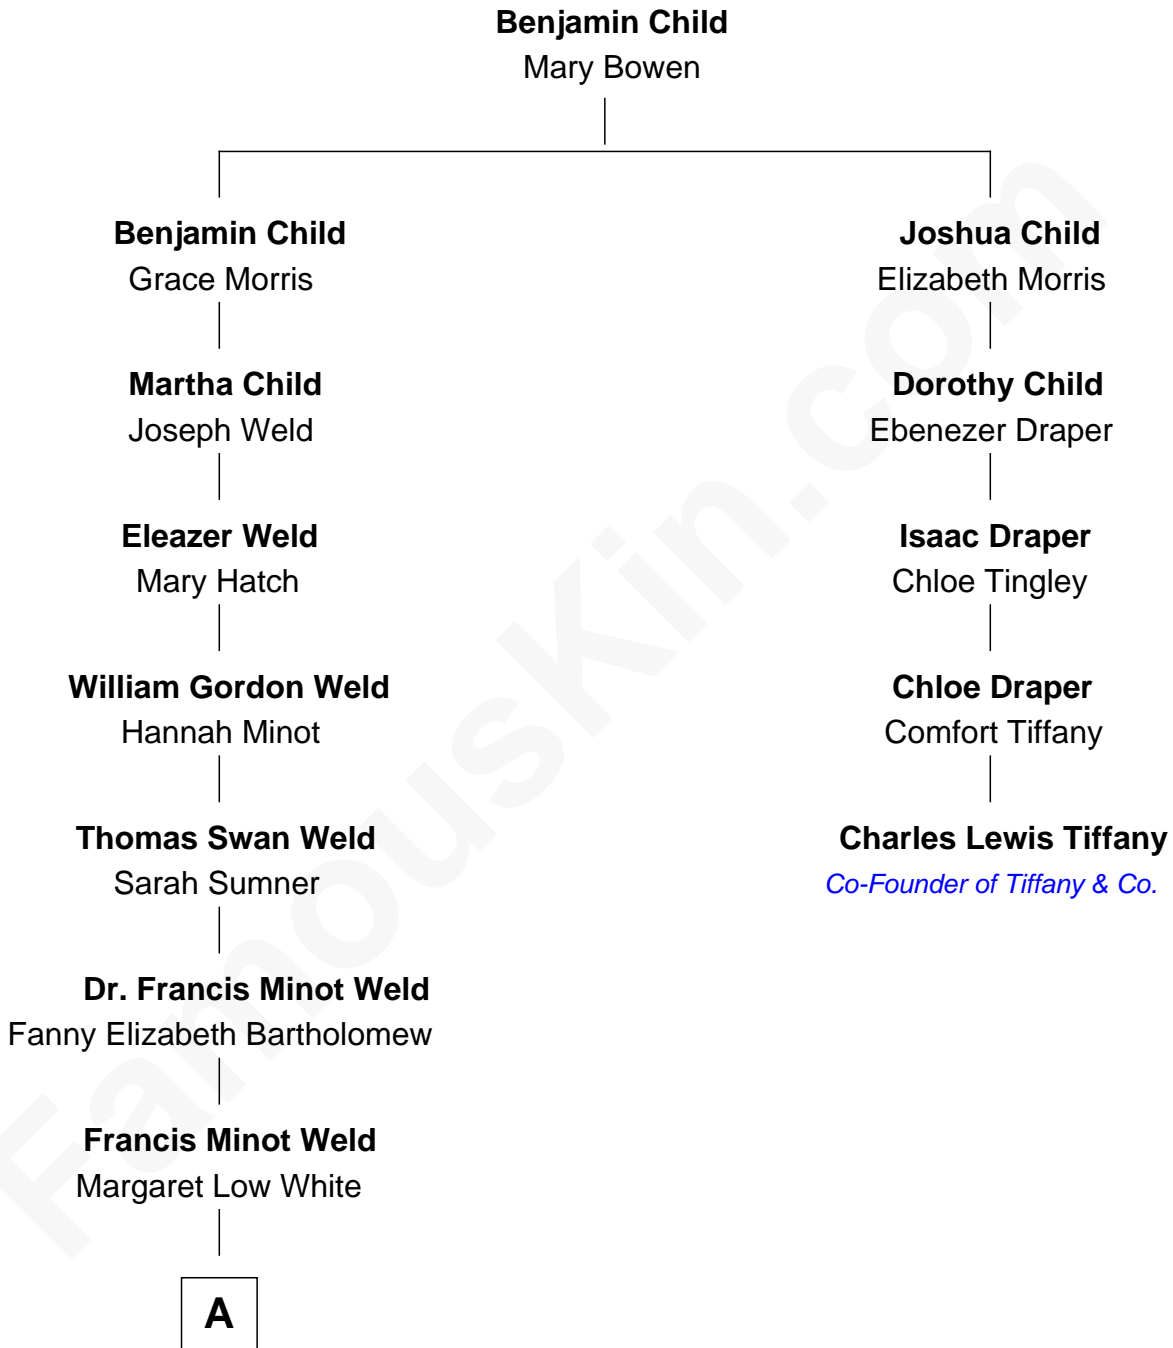 Benjamin Child
Mary Bowen
Benjamin Child
Grace Morris
Joshua Child
Elizabeth Morris
Martha Child
Joseph Weld
Dorothy Child
Ebenezer Draper
Eleazer Weld
Mary Hatch
Isaac Draper
Chloe Tingley
William Gordon Weld
Hannah Minot
Chloe Draper
Comfort Tiffany
Thomas Swan Weld
Sarah Sumner
Charles Lewis Tiffany
Co-Founder of Tiffany & Co.
Dr. Francis Minot Weld
Fanny Elizabeth Bartholomew
Francis Minot Weld
Margaret Low White
A
FamousKin.com